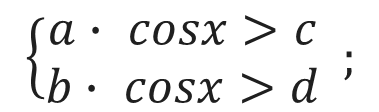 {a · cosx > c
b · cosx > d ;